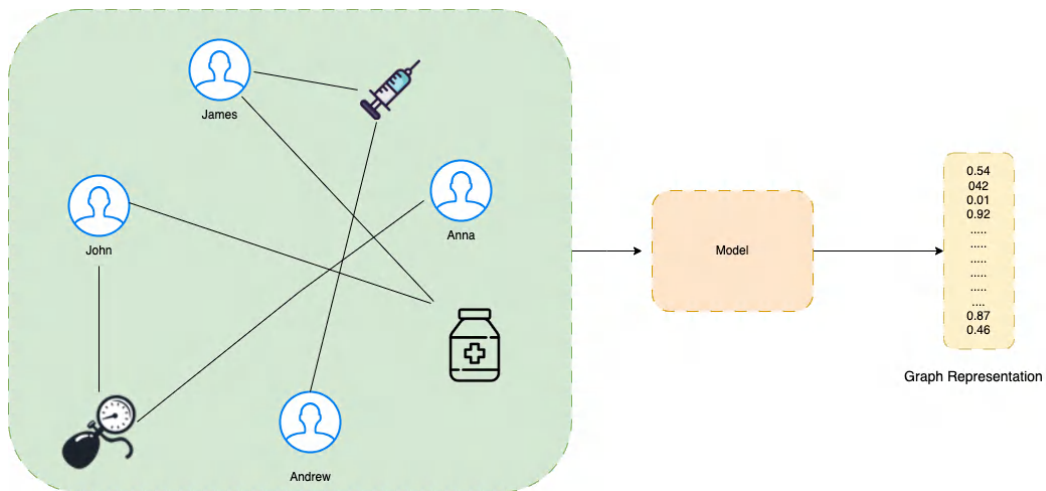 James
John
Anna
Andrew
Model
0.54
042
0.01
0.92
.....
.....
.....
.....
.....
....
0.87
0.46
Graph Representation